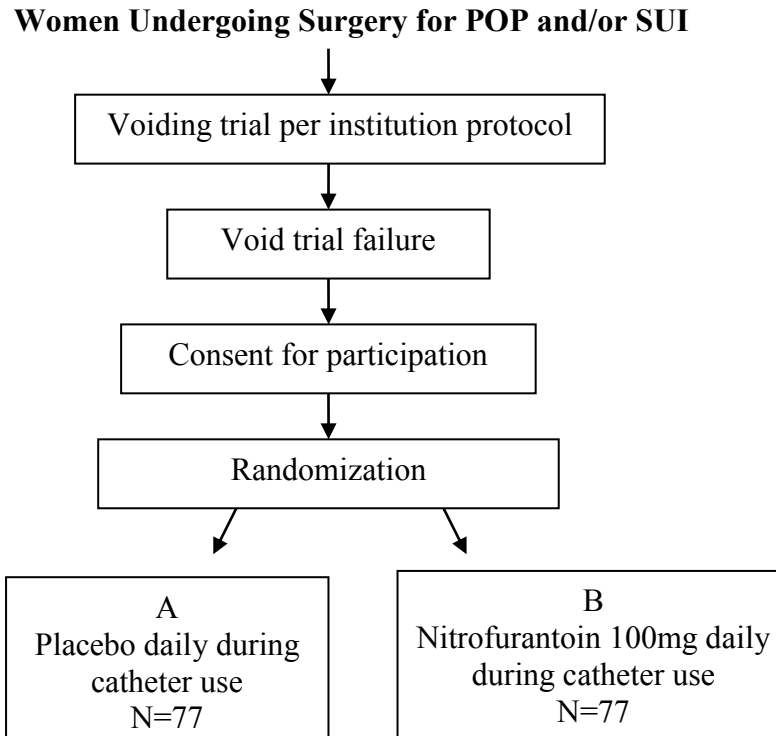 Women Undergoing Surgery for POP and/or SUI
Voiding trial per institution protocol
Void trial failure
Consent for participation
Randomization
A
Placebo daily during
catheter use
N=77
B
Nitrofurantoin 100mg daily
during catheter use
N=77